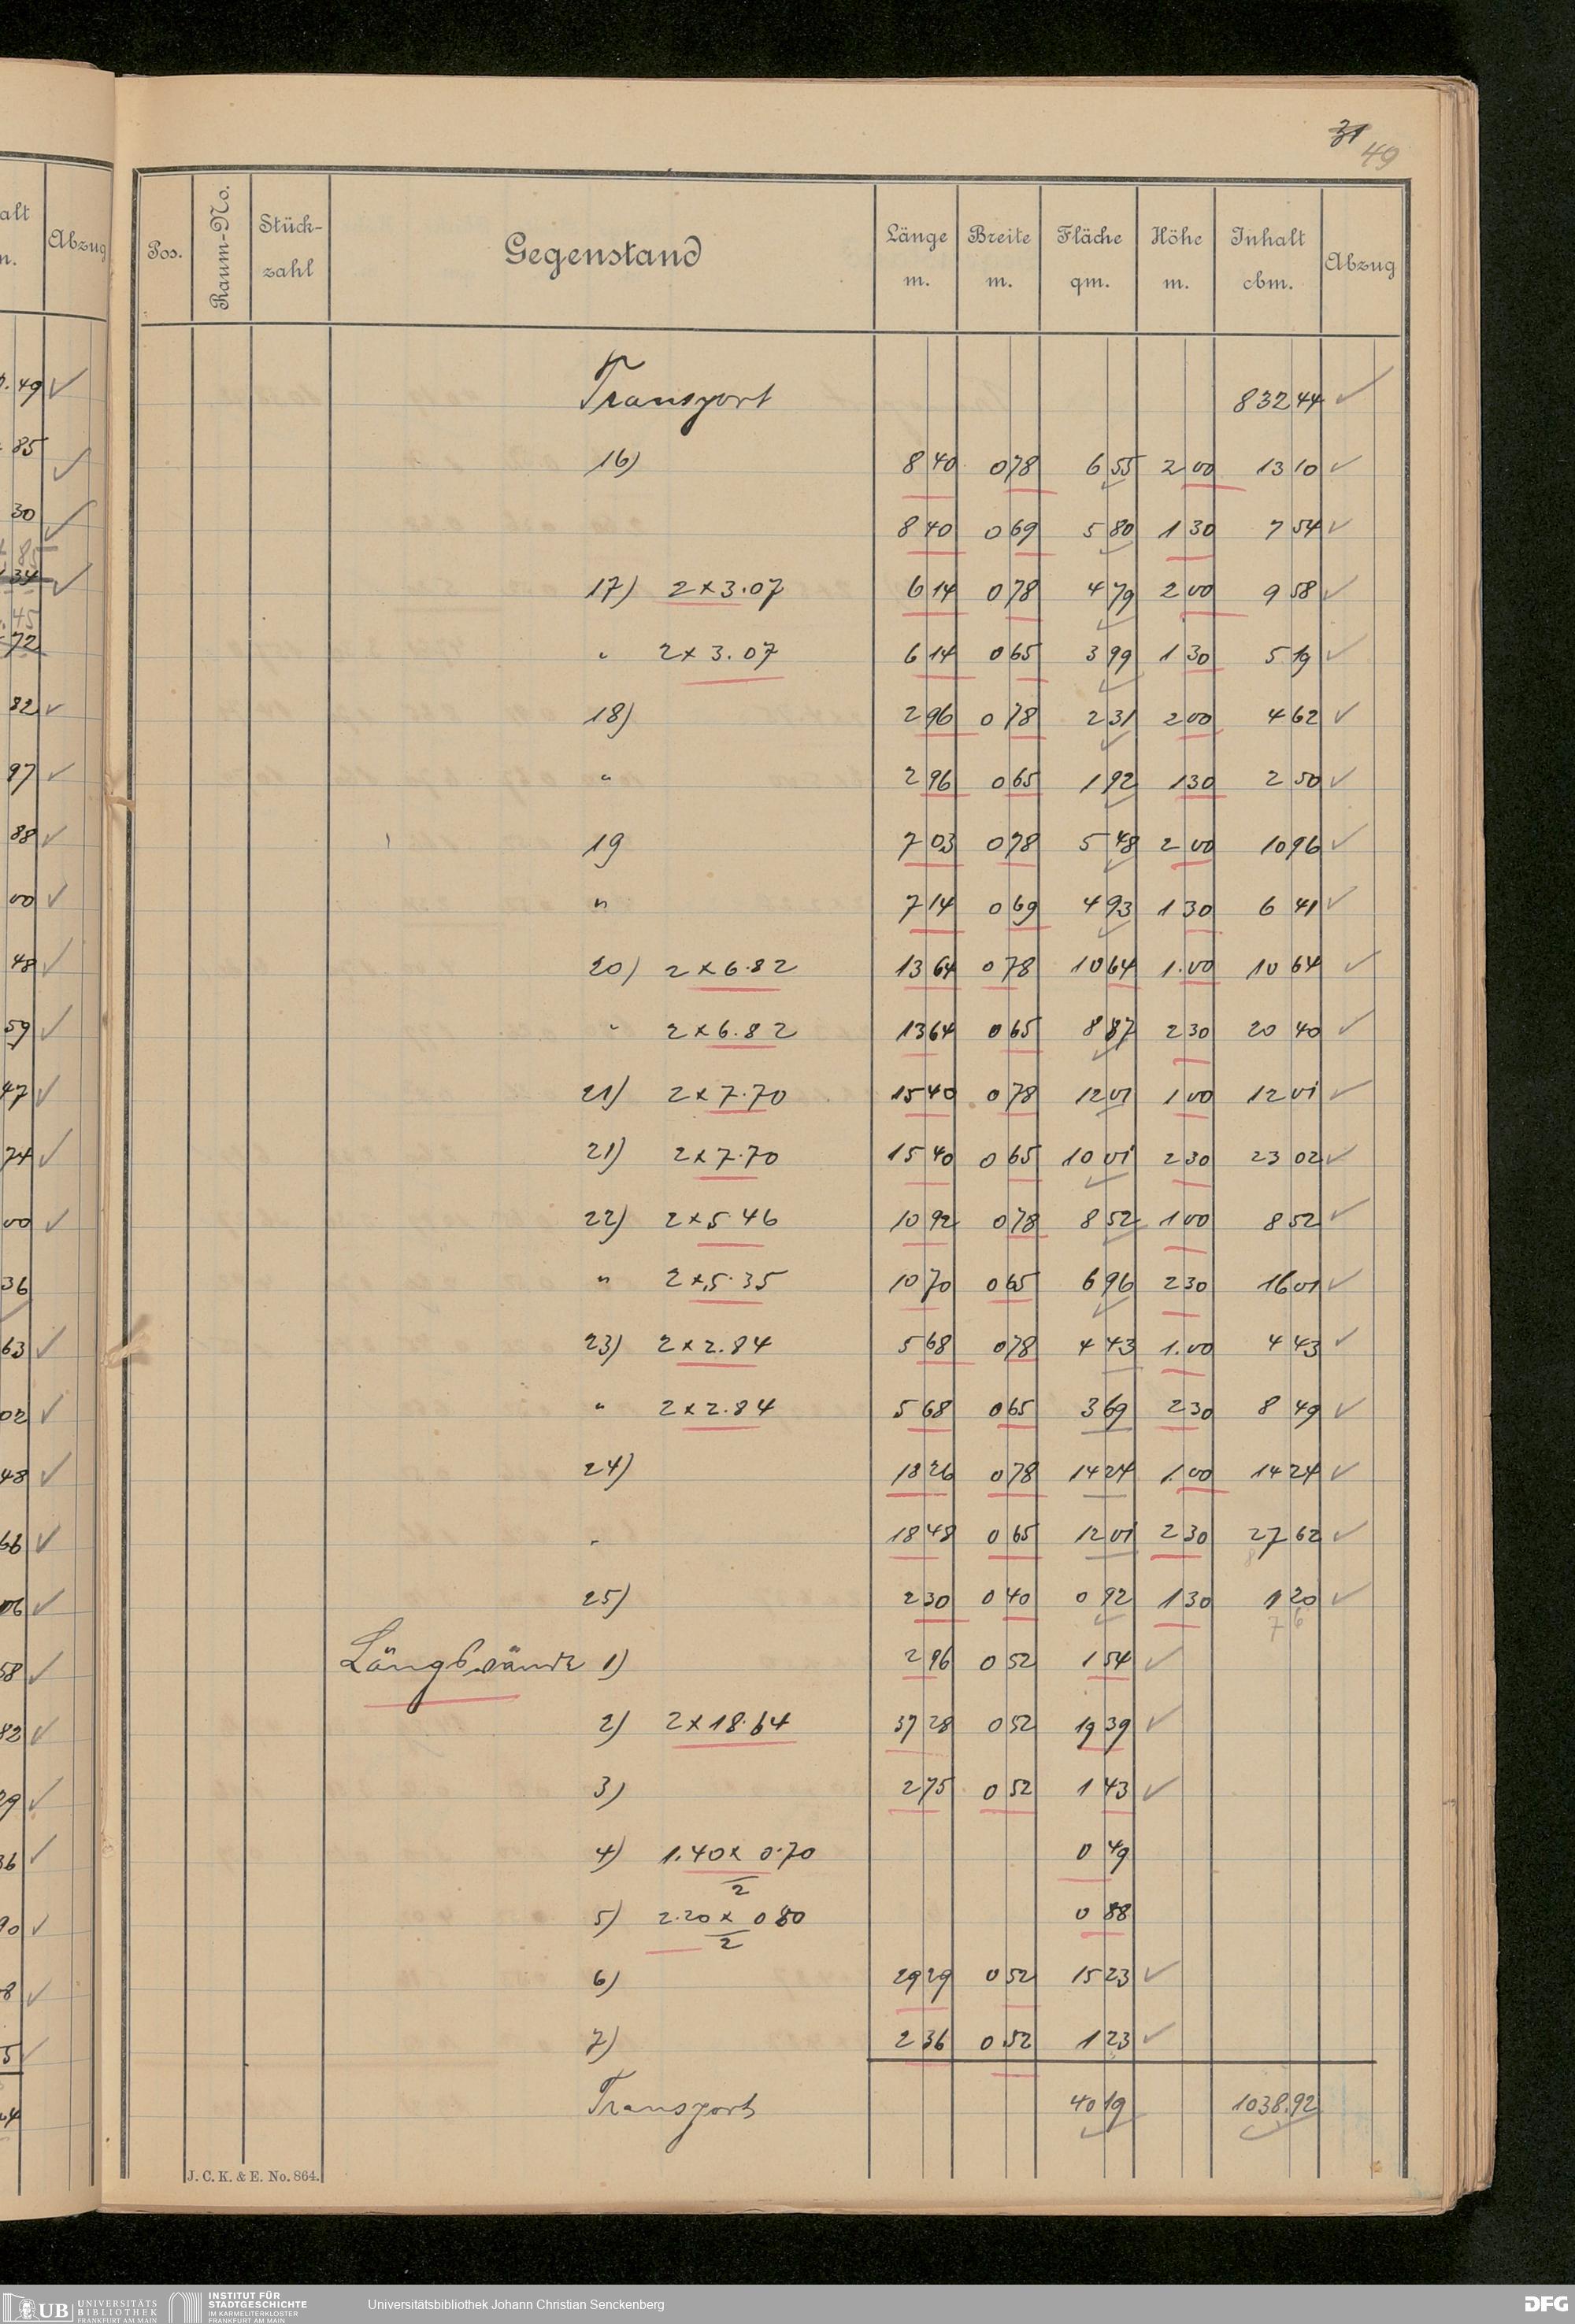 31
49
alt
n.
Abzug
Pos.
Raum-No.
Stück-
zahl
Gegenstand
Länge
m.
Breite
m.
Fläche
qm.
Höhe
m.
Inhalt
cbm.
Abzug
Transport 832 44 ✓
16) 8 40 0 78 6 55 2 00 13 10 ✓
8 40 0 69 5 80 1 30 7 54 ✓
17) 2 x 3.07 6 14 0 78 4 79 2 00 9 58 ✓
" 2 x 3.07 6 14 0 65 3 99 1 30 5 19 ✓
18) 2 96 0 78 2 31 2 00 4 62 ✓
" 2 96 0 65 1 92 1 30 2 50 ✓
19 7 03 0 78 5 48 2 00 10 96 ✓
" 7 14 0 69 4 93 1 30 6 41 ✓
20) 2 x 6.82 13 64 0 78 10 64 1.00 10 64 ✓
" 2 x 6.82 13 64 0 65 8 87 2 30 20 40 ✓
21) 2 x 7.70 15 40 0 78 12 01 1 00 12 01 ✓
21) 2 x 7.70 15 40 0 65 10 01 2 30 23 02 ✓
22) 2 x 5.46 10 92 0 78 8 52 1 00 8 52 ✓
" 2 x 5.35 10 70 0 65 6 96 2 30 16 01 ✓
23) 2 x 2.84 5 68 0 78 4 43 1.00 4 43 ✓
" 2 x 2.84 5 68 0 65 3 69 2 30 8 49 ✓
24) 18 26 0 78 14 24 1.00 14 24 ✓
" 18 48 0 65 12 01 2 30 27 62 ✓
8
25) 2 30 0 40 0 92 1 30 1 20 ✓
7 6
Längswände 1) 2 96 0 52 1 54 ✓
2) 2 x 18.64 37 28 0 52 19 39 ✓
3) 2 75 0 52 1 43 ✓
4) 1.40 x 0.70 0 49
2
5) 2.20 x 0 80 0 88
2
6) 29 29 0 52 15 23 ✓
7) 2 36 0 52 1 23 ✓
Transport 40 19 1038.92
J. C. K. & E. No. 864.
UB UNIVERSITÄTS
BIBLIOTHEK
FRANKFURT AM MAIN
INSTITUT FÜR
STADTGESCHICHTE
IM KARMELITERKLOSTER
FRANKFURT AM MAIN
Universitätsbibliothek Johann Christian Senckenberg
DFG